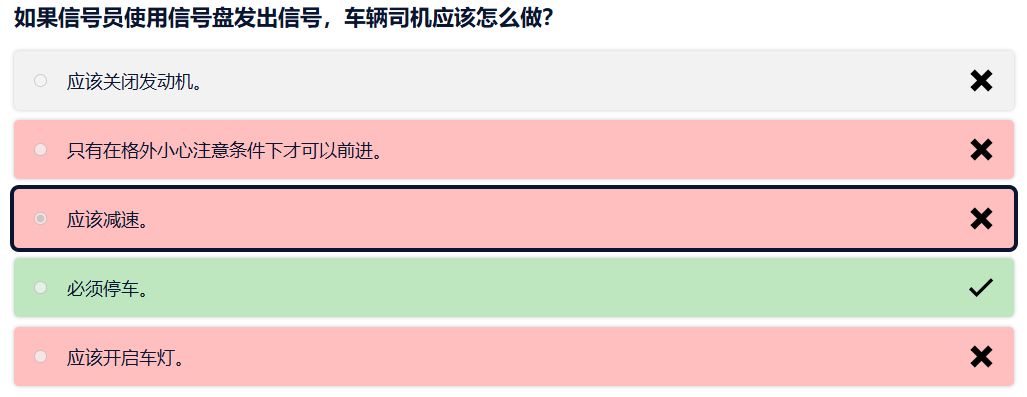 如果信号员使用信号盘发出信号，车辆司机应该怎么做？
应该关闭发动机。
只有在格外小心注意条件下才可以前进。
应该减速。
必须停车。
应该开启车灯。